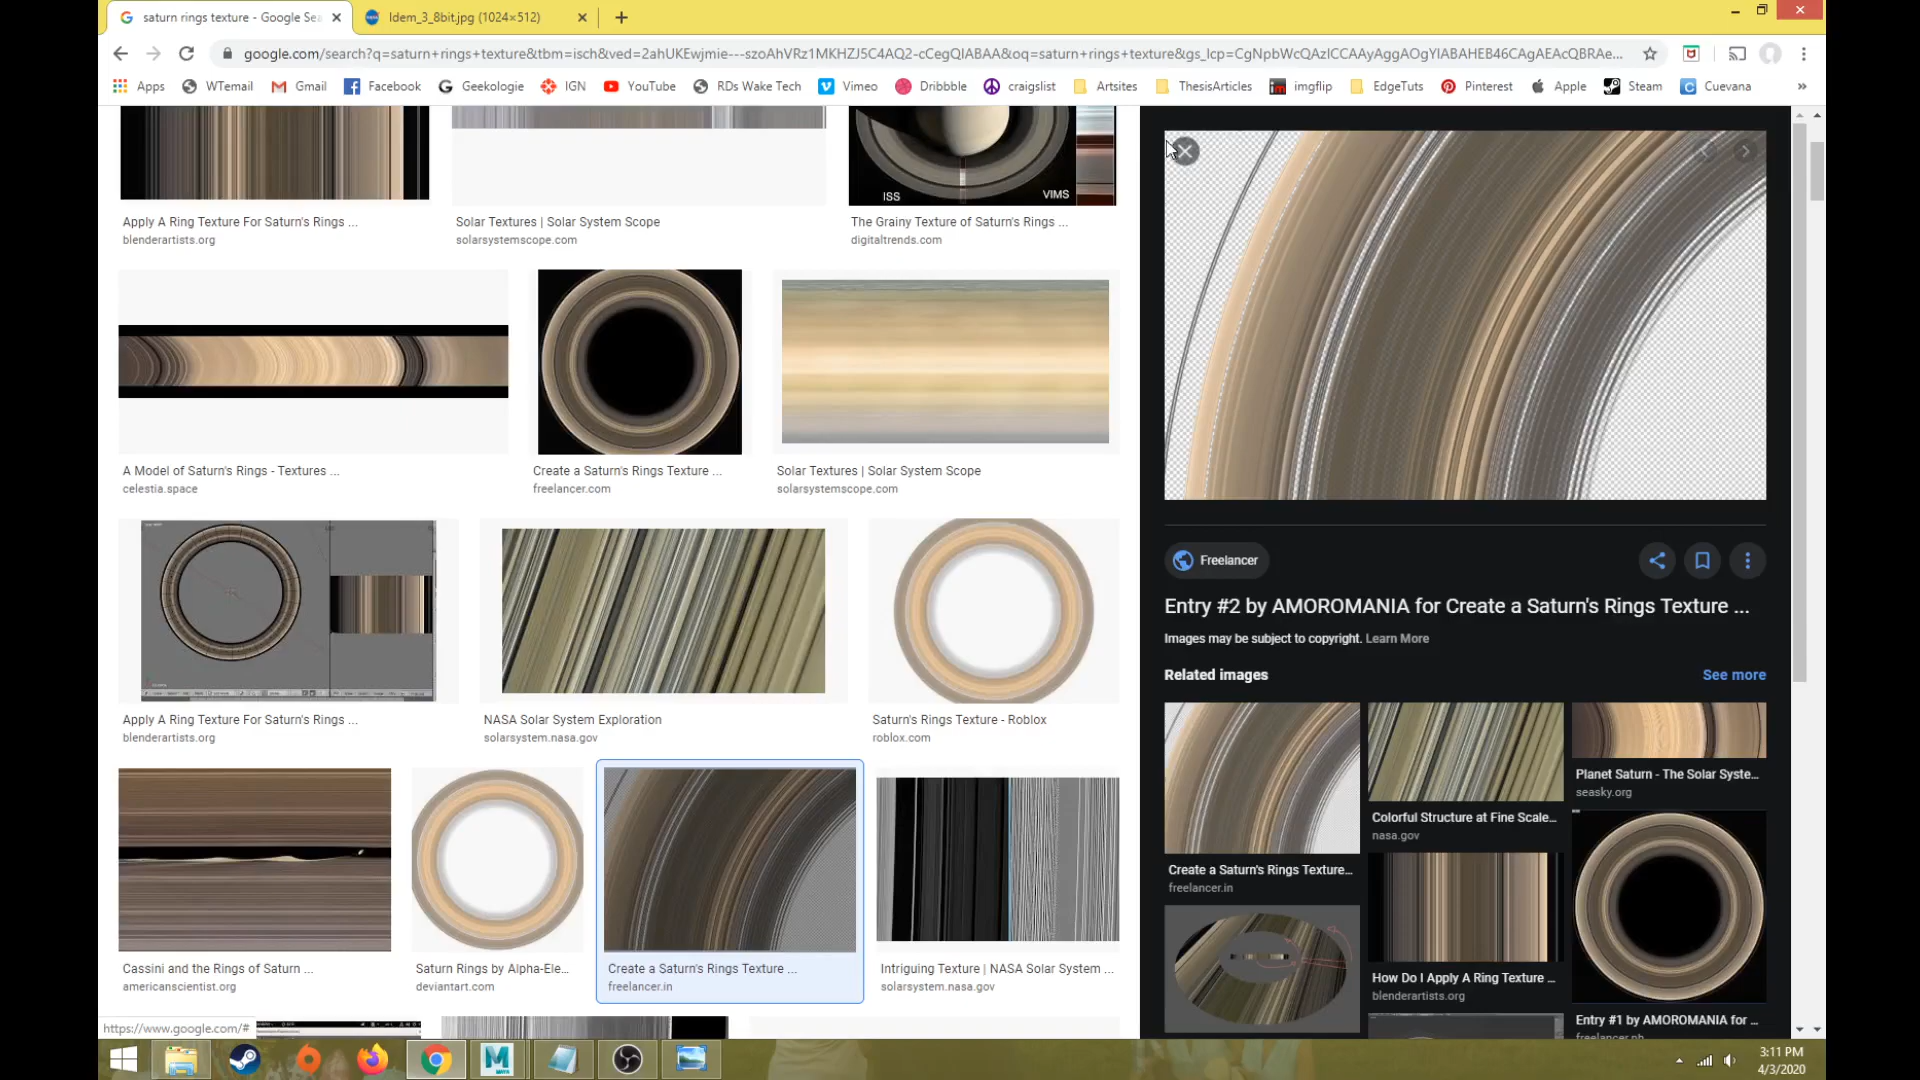 saturn rings texture - Google Sea
ldem_3_8bit.jpg (1024×512)
google.com/search?q=saturn+rings+texture&tbm=isch&ved=2ahUKEwjmie---szoAhVRz1MKHZJ5C4AQ2-cCegQIABAA&oq=saturn+rings+texture&gs_lcp=CgNpbWcQAzICCAAyAggAOgYIABAHEB46CAgAEAcQBRAe...
Apps
WTemail
Gmail
Facebook
Geekologie
IGN
YouTube
RDs Wake Tech
Vimeo
Dribbble
craigslist
Artsites
ThesisArticles
imgflip
EdgeTuts
Pinterest
Apple
Steam
Cuevana
»
ISS
VIMS
Apply A Ring Texture For Saturn's Rings ...
blenderartists.org
Solar Textures | Solar System Scope
solarsystemscope.com
The Grainy Texture of Saturn's Rings ...
digitaltrends.com
A Model of Saturn's Rings - Textures ...
celestia.space
Create a Saturn's Rings Texture ...
freelancer.com
Solar Textures | Solar System Scope
solarsystemscope.com
Apply A Ring Texture For Saturn's Rings ...
blenderartists.org
NASA Solar System Exploration
solarsystem.nasa.gov
Saturn's Rings Texture - Roblox
roblox.com
Cassini and the Rings of Saturn ...
americanscientist.org
Saturn Rings by Alpha-Ele...
deviantart.com
Create a Saturn's Rings Texture ...
freelancer.in
Intriguing Texture | NASA Solar System ...
solarsystem.nasa.gov
https://www.google.com/#
Freelancer
Entry #2 by AMOROMANIA for Create a Saturn's Rings Texture ...
Images may be subject to copyright. Learn More
Related images
See more
Create a Saturn's Rings Texture...
freelancer.in
Colorful Structure at Fine Scale...
nasa.gov
Planet Saturn - The Solar Syste...
seasky.org
How Do I Apply A Ring Texture ...
blenderartists.org
Entry #1 by AMOROMANIA for ...
freelancer.ph
MAYA
3:11 PM
4/3/2020